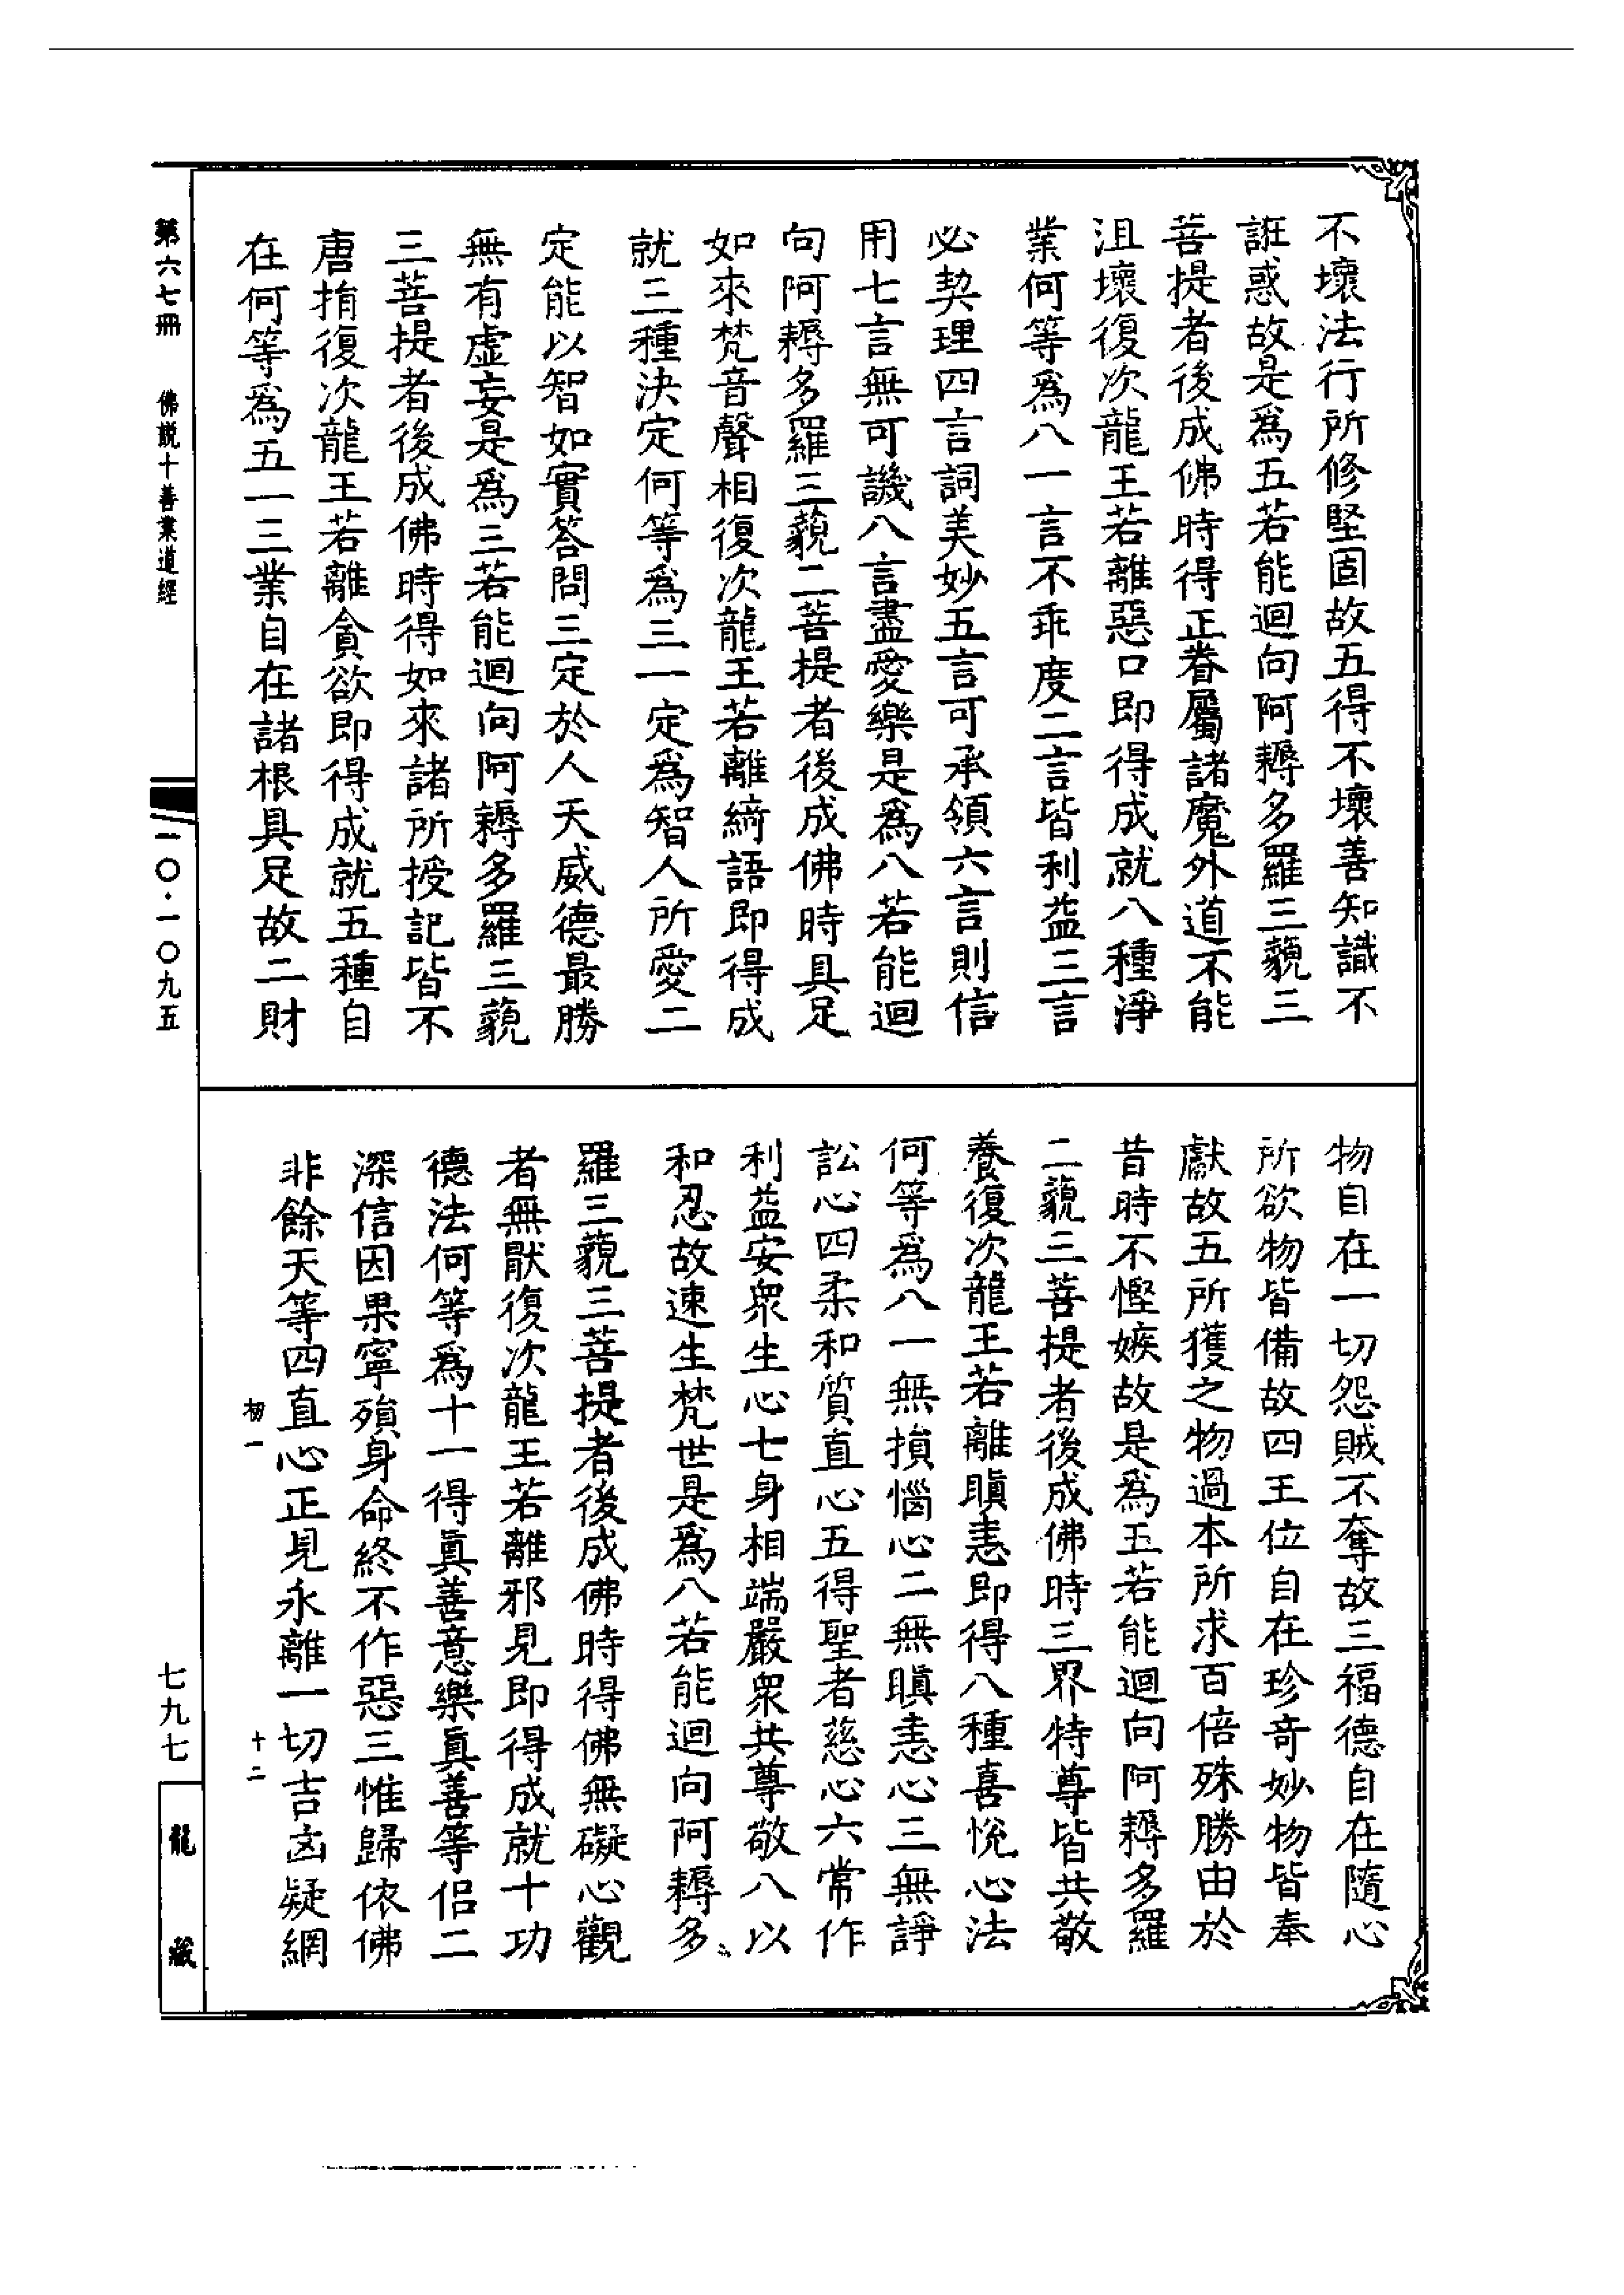 不壞法行所修堅固故五得不壞善知識不
誑惑故是爲五若能迴向阿耨多羅三藐三
菩提者後成佛時得正眷屬諸魔外道不能
沮壞復次龍王若離惡口即得成就八種淨
業何等爲八一言不乖度二言皆利益三言
必契理四言詞美妙五言可承領六言則信
用七言無可譏八言盡愛樂是爲八若能迴
向阿耨多羅三藐二菩提者後成佛時具足
如來梵音聲相復次龍王若離綺語即得成
就三種決定何等爲三一定爲智人所愛二
定能以智如實答問三定於人天威德最勝
無有虛妄是爲三若能迴向阿耨多羅三藐
三菩提者後成佛時得如來諸所授記皆不
唐捐復次龍王若離貪欲即得成就五種自
在何等爲五一三業自在諸根具足故二財
物自在一切怨賊不奪故三福德自在隨心
所欲物皆備故四王位自在珍奇妙物皆奉
獻故五所獲之物過本所求百倍殊勝由於
昔時不慳嫉故是爲五若能迴向阿耨多羅
二藐三菩提者後成佛時三界特尊皆共敬
養復次龍王若離瞋恚即得八種喜悅心法
何等爲八一無損惱心二無瞋恚心三無諍
訟心四柔和質直心五得聖者慈心六常作
利益安眾生心七身相端嚴眾共尊敬八以
和忍故速生梵世是爲八若能迴向阿耨多
羅三藐三菩提者後成佛時得佛無礙心觀
者無厭復次龍王若離邪見即得成就十功
德法何等爲十一得眞善意樂眞善等侶二
深信因果寧殞身命終不作惡三惟歸依佛
非餘天等四直心正見永離一切吉凶疑網
第六七冊 佛説十善業道經
一〇·一〇九五
七九七
龍藏
十二